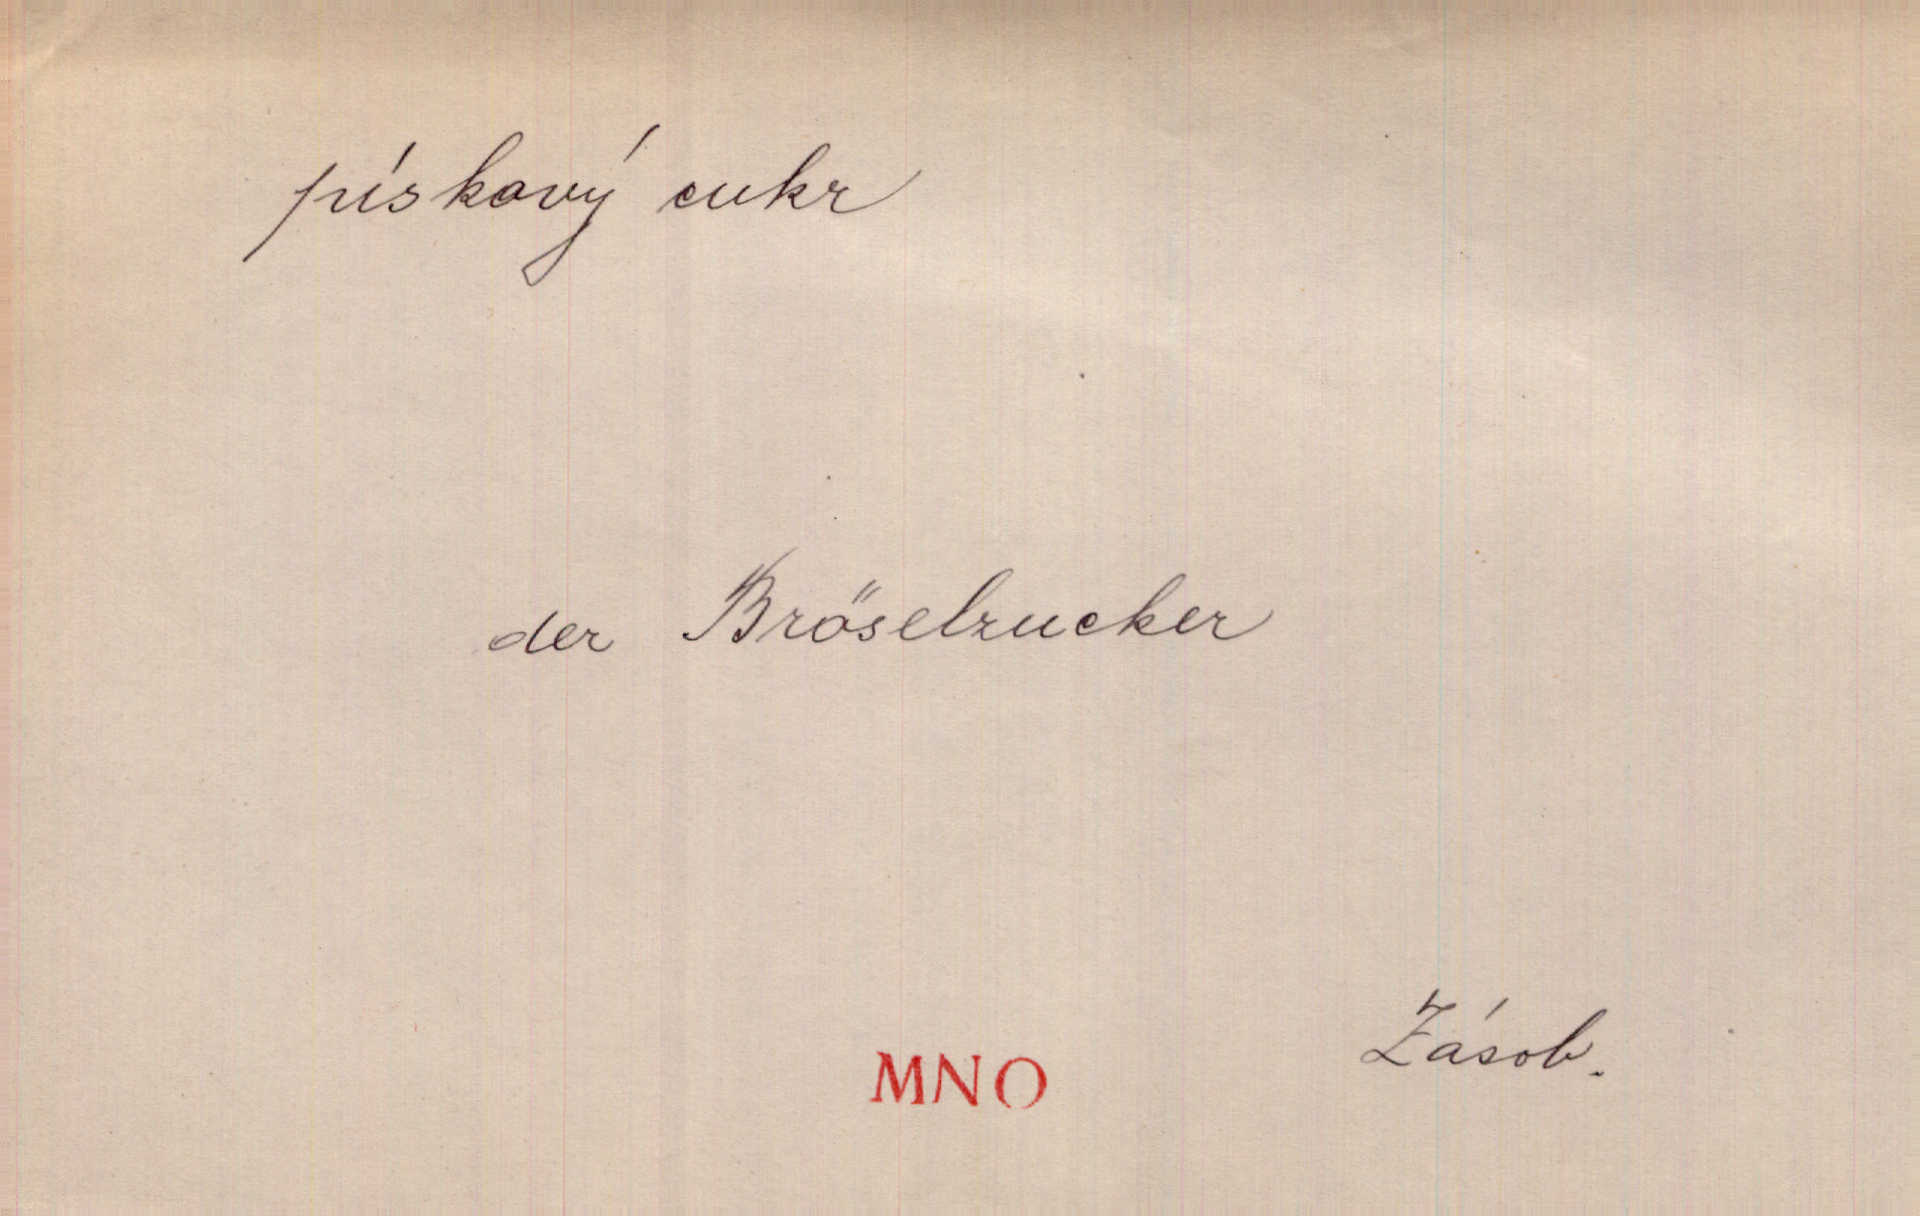 pískový cukr
der Bröselzucker
Zásob.
MNO